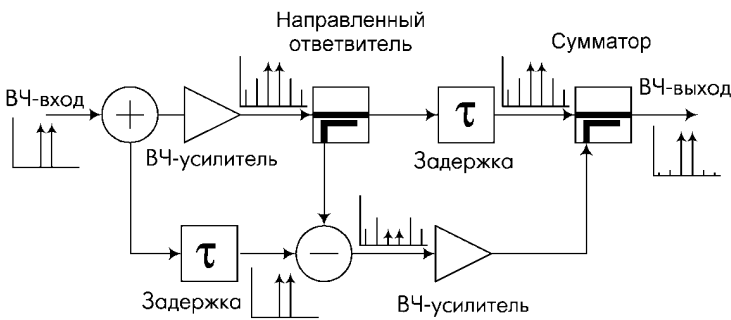 Направленный
ответвитель
Сумматор
ВЧ-вход
ВЧ-выход
+
τ
ВЧ-усилитель
Задержка
τ
−
Задержка
ВЧ-усилитель